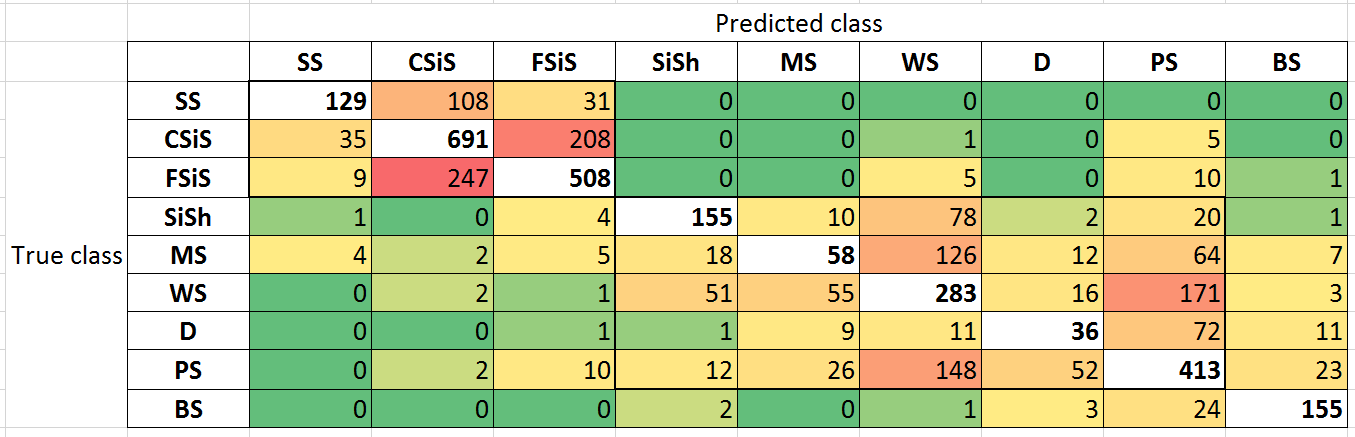 Predicted class
SS CSiS FSiS SiSh MS WS D PS BS
SS 129 108 31 0 0 0 0 0 0
CSiS 35 691 208 0 0 1 0 5 0
FSiS 9 247 508 0 0 5 0 10 1
SiSh 1 0 4 155 10 78 2 20 1
True class MS 4 2 5 18 58 126 12 64 7
WS 0 2 1 51 55 283 16 171 3
D 0 0 1 1 9 11 36 72 11
PS 0 2 10 12 26 148 52 413 23
BS 0 0 0 2 0 1 3 24 155